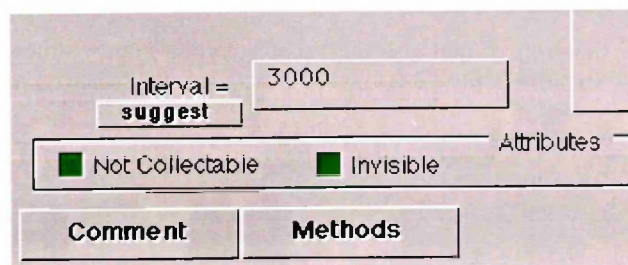 Interval = 3000
suggest
Attributes
Not Collectable Invisible
Comment Methods